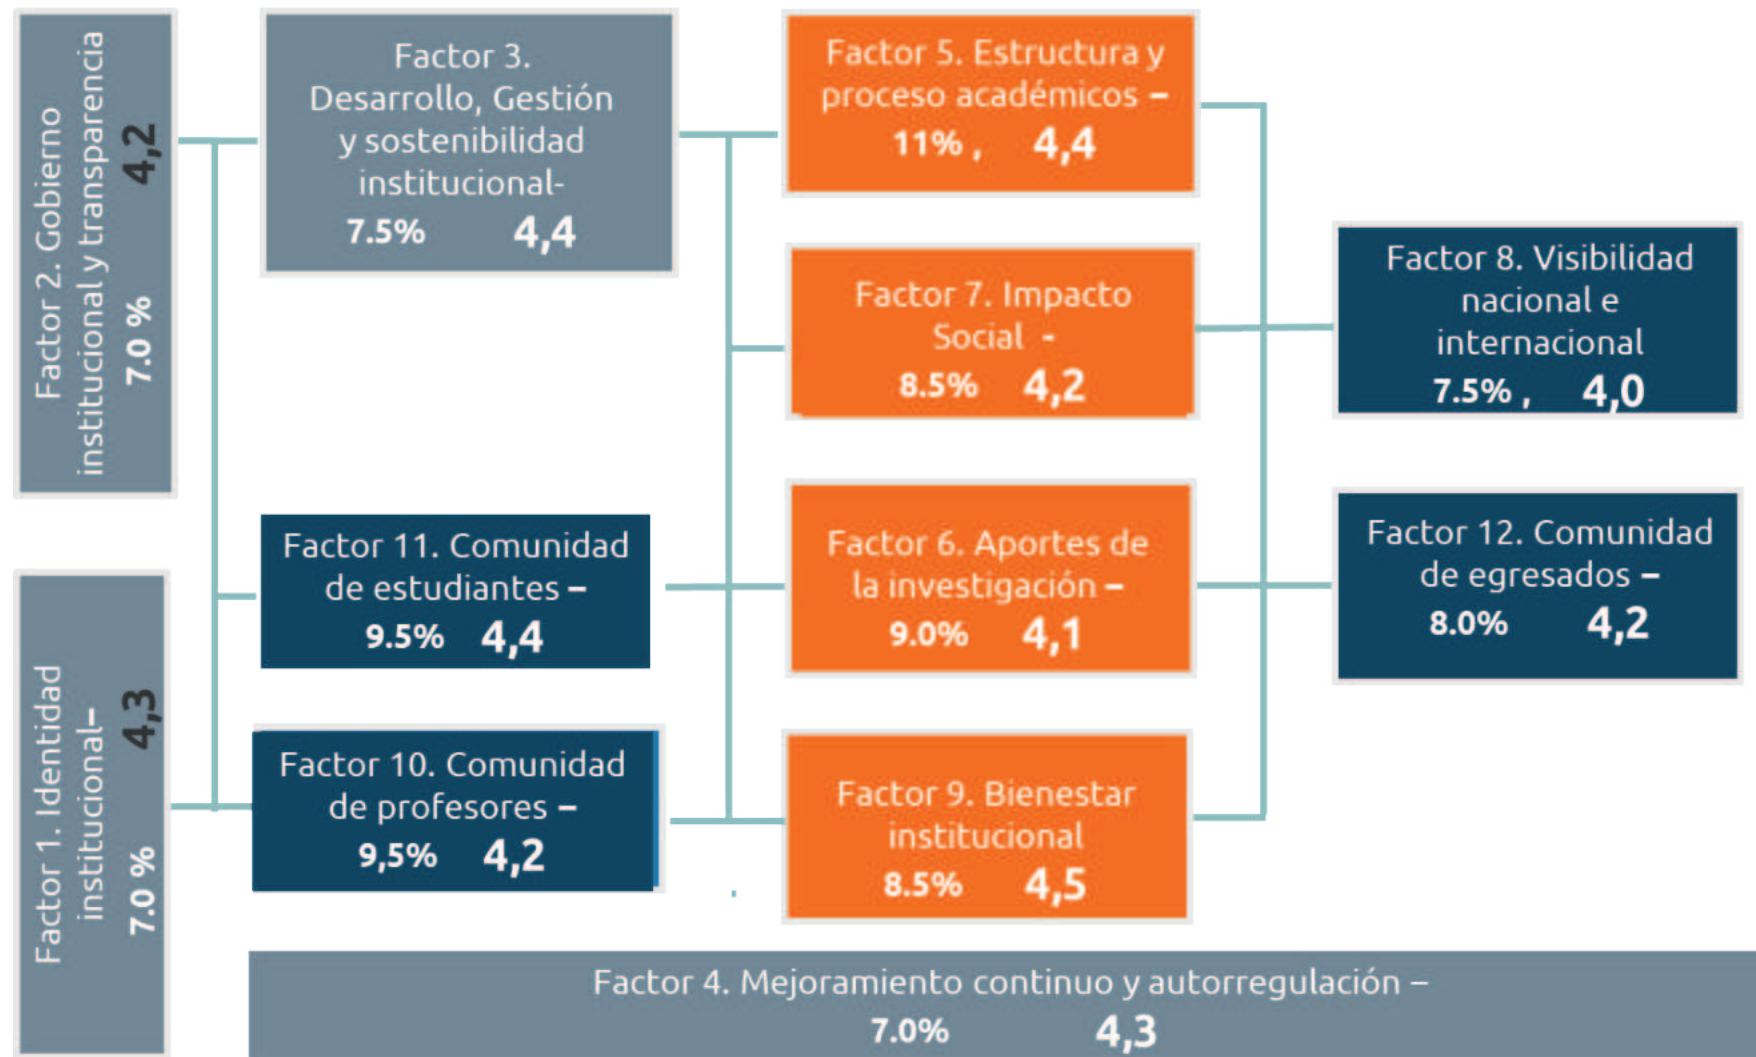 Factor 2. Gobierno
institucional y transparencia
7.0 % 4,2
Factor 1. Identidad
institucional–
7.0 % 4,3
Factor 3.
Desarrollo, Gestión
y sostenibilidad
institucional-
7.5% 4,4
Factor 11. Comunidad
de estudiantes –
9.5% 4,4
Factor 10. Comunidad
de profesores –
9,5% 4,2
Factor 5. Estructura y
proceso académicos –
11% , 4,4
Factor 7. Impacto
Social -
8.5% 4,2
Factor 6. Aportes de
la investigación –
9.0% 4,1
Factor 9. Bienestar
institucional
8.5% 4,5
Factor 8. Visibilidad
nacional e
internacional
7.5% , 4,0
Factor 12. Comunidad
de egresados –
8.0% 4,2
Factor 4. Mejoramiento continuo y autorregulación –
7.0% 4,3